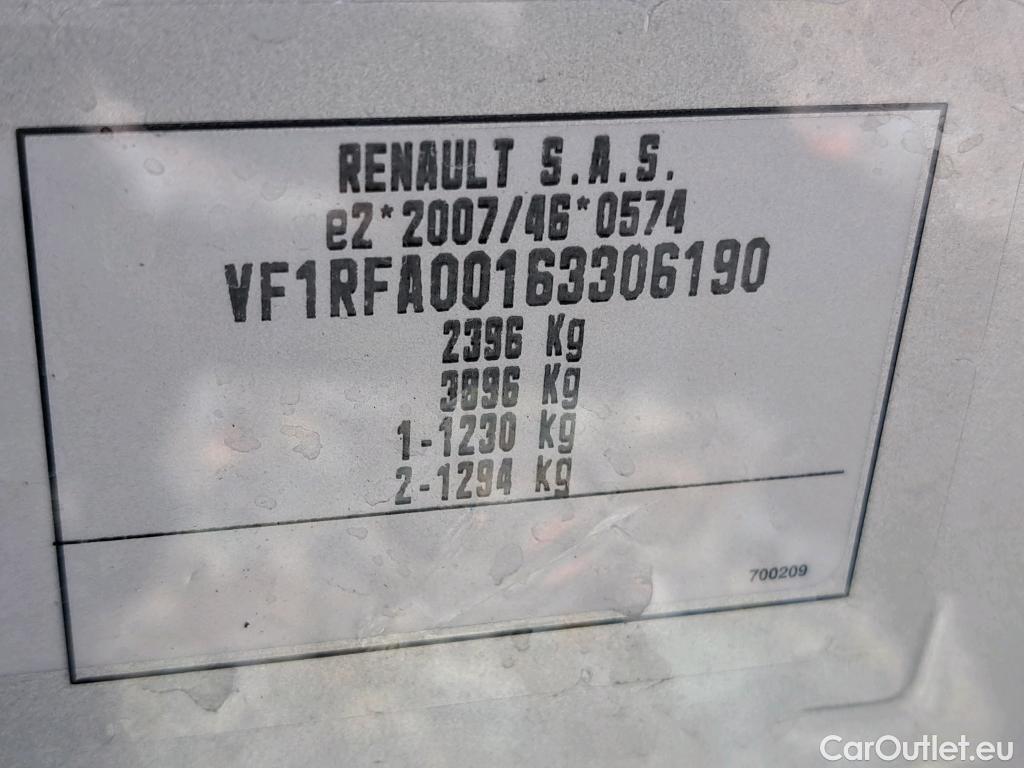 RENAULT S.A.S.
e2*2007/46*0574
VF1RFA00163306190
2396 Kg
3896 Kg
1-1230 kg
2-1294 kg
700209
CarOutlet.eu